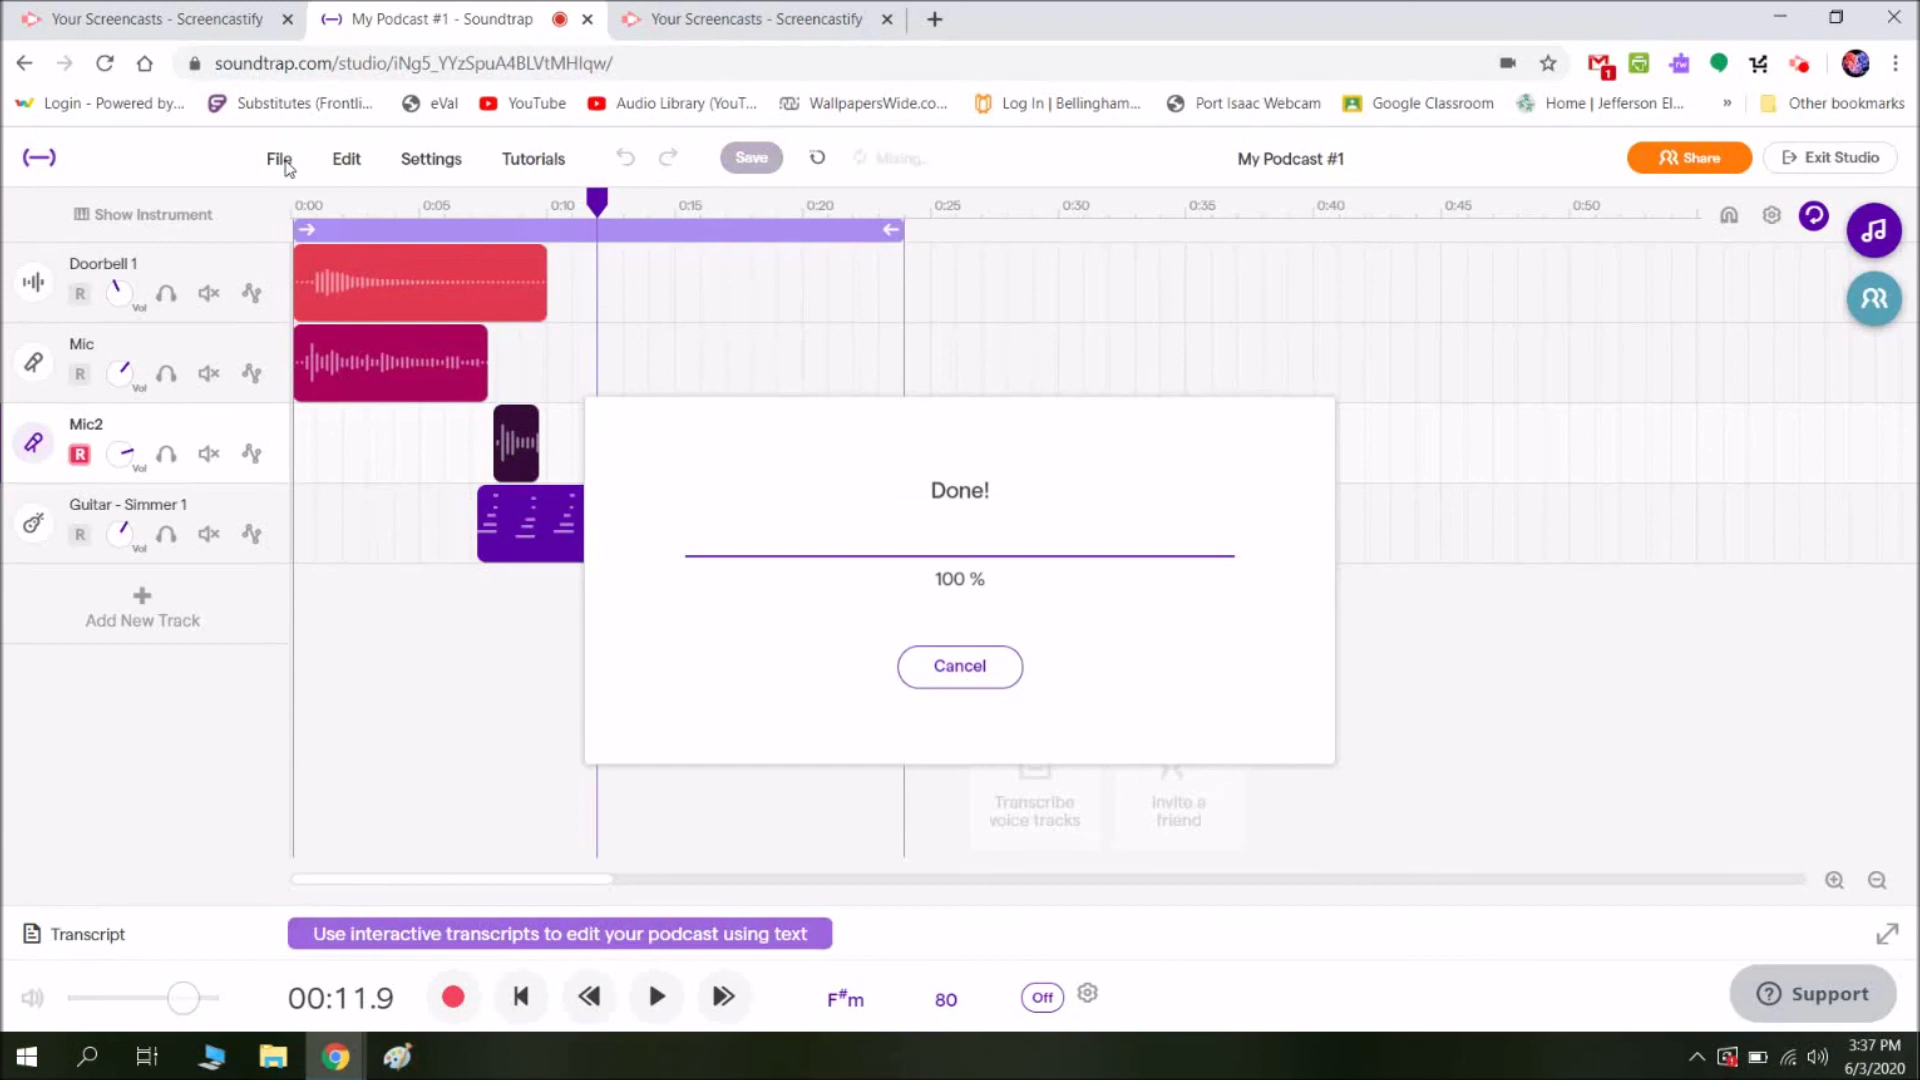 Your Screencasts - Screencastify
My Podcast #1 - Soundtrap
Your Screencasts - Screencastify
soundtrap.com/studio/iNg5_YYzSpuA4BLVtMHIqw/
1
Login - Powered by...
Substitutes (Frontli...
eVal
YouTube
Audio Library (YouT...
WallpapersWide.co...
Log In | Bellingham...
Port Isaac Webcam
Google Classroom
Home | Jefferson El...
»
Other bookmarks
File
Edit
Settings
Tutorials
Save
Mixing...
My Podcast #1
Share
Exit Studio
Show Instrument
0:00
0:05
0:10
0:15
0:20
0:25
0:30
0:35
0:40
0:45
0:50
Doorbell 1
R
Vol
Mic
R
Vol
Mic2
R
Vol
Guitar - Simmer 1
R
Vol
Add New Track
Done!
100 %
Cancel
Transcribe
voice tracks
Invite a
friend
Transcript
Use interactive transcripts to edit your podcast using text
00:11.9
F#m
80
Off
Support
3:37 PM
6/3/2020